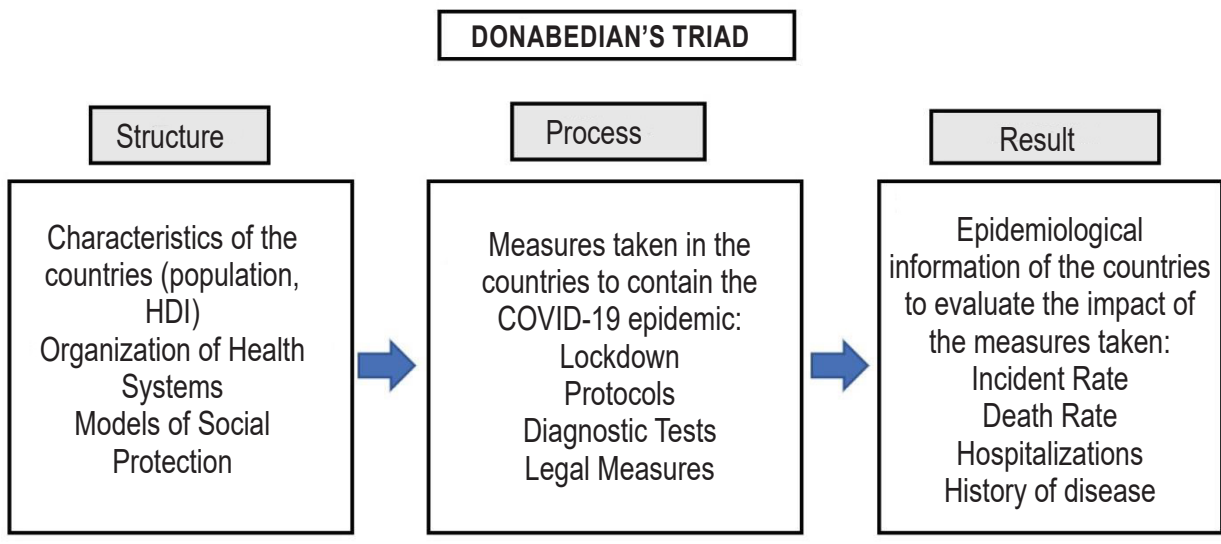 DONABEDIAN'S TRIAD
Structure
Characteristics of the
countries (population,
HDI)
Organization of Health
Systems
Models of Social
Protection
Process
Measures taken in the
countries to contain the
COVID-19 epidemic:
Lockdown
Protocols
Diagnostic Tests
Legal Measures
Result
Epidemiological
information of the countries
to evaluate the impact of
the measures taken:
Incident Rate
Death Rate
Hospitalizations
History of disease